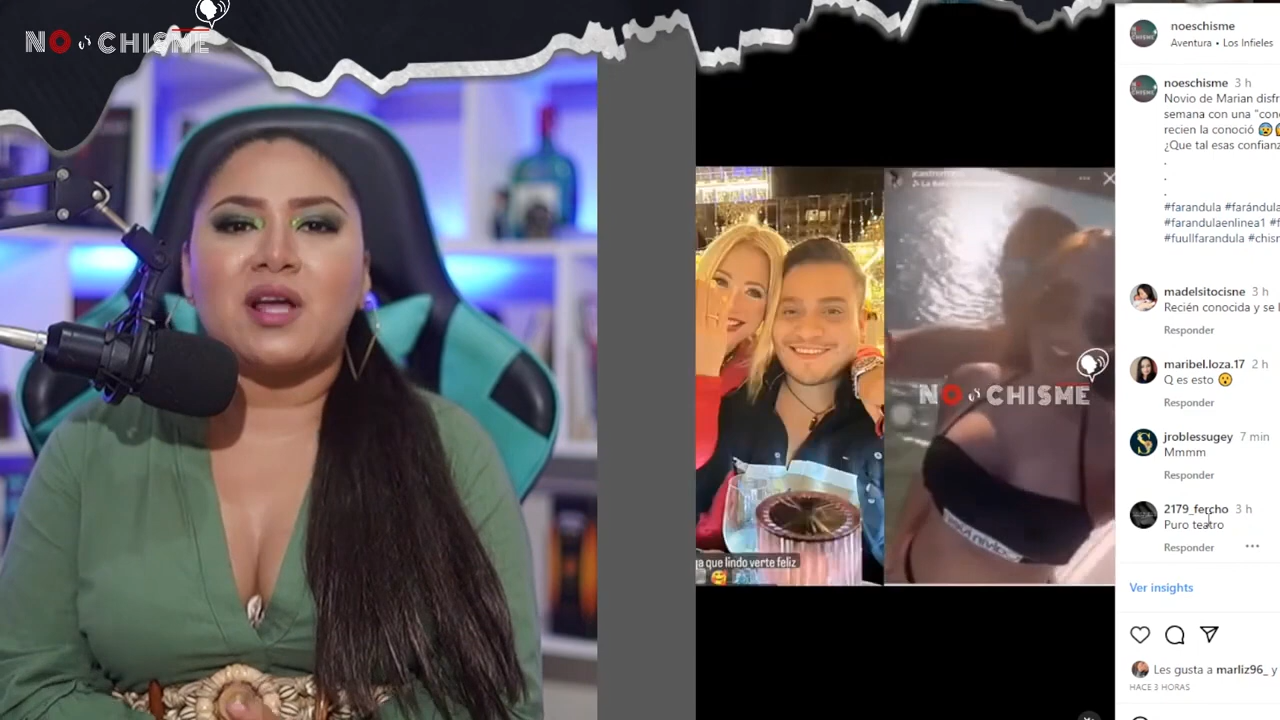 NO es CHISME
noeschisme
Aventura • Los Infieles
noeschisme 3 h
Novio de Marian disfr
semana con una "con
recien la conoció
¿Que tal esas confianz
.
.
.
#farandula #farándula
#farandulaenlinea1 #f
#fuullfarandula #chism
madelsitocisne 3 h
Recién conocida y se l
Responder
maribel.loza.17 2 h
Q es esto
Responder
jroblessugey 7 min
Mmmm
Responder
2179_fercho 3 h
Puro teatro
Responder
Ver insights
Les gusta a marliz96_ y
HACE 3 HORAS
NO es CHISME
ga que lindo verte feliz